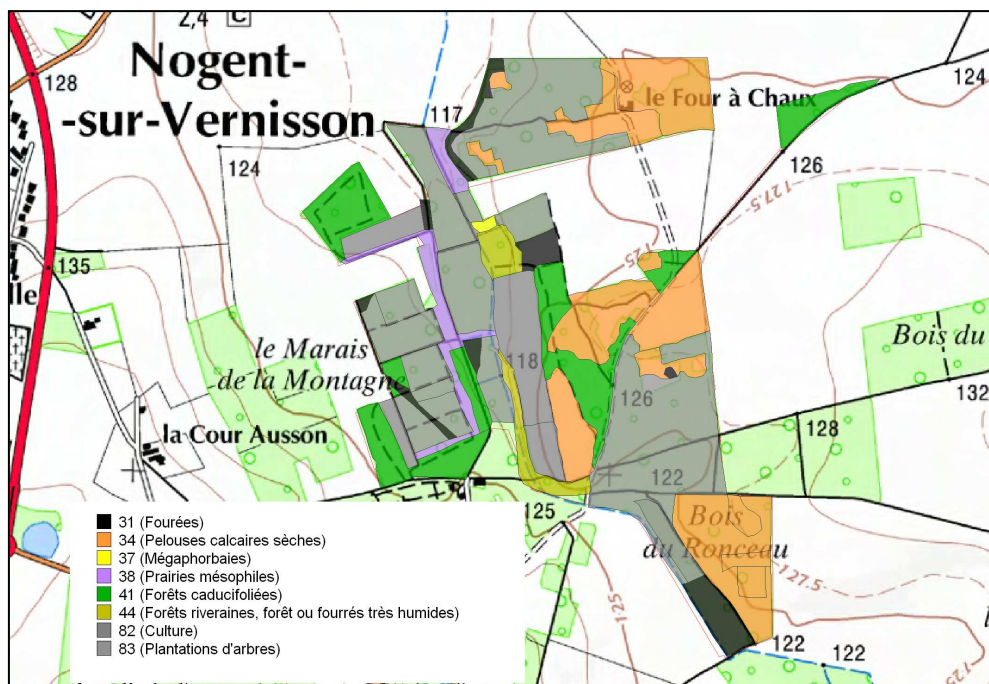 2,4 C
128
Nogent-
-sur-Vernisson
117
124
le Four à Chaux
126
124
127.5
135
lle
125
le Marais
de la Montagne
118
126
Bois du
132
la Cour Ausson
128
122
125
Bois
du Ronceau
127.5
125
122
122
125
31 (Fourées)
34 (Pelouses calcaires sèches)
37 (Mégaphorbaies)
38 (Prairies mésophiles)
41 (Forêts caducifoliées)
44 (Forêts riveraines, forêt ou fourrés très humides)
82 (Culture)
83 (Plantations d'arbres)